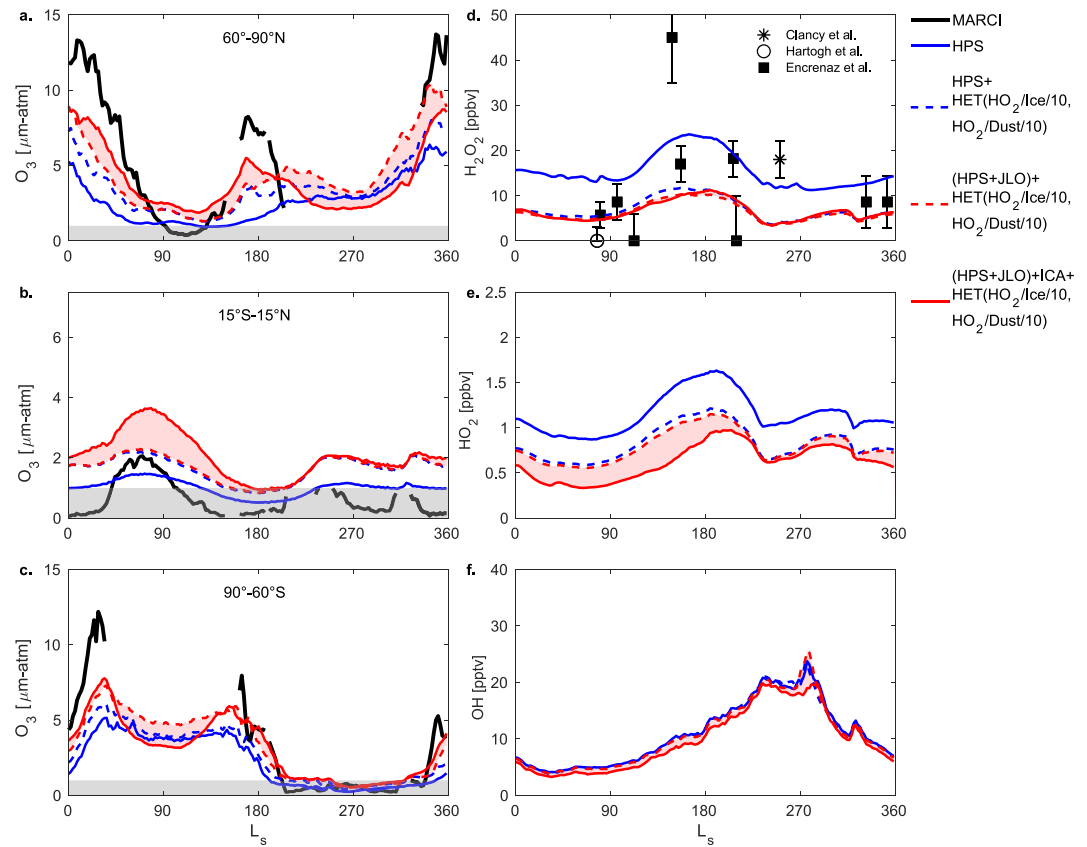 a.
60°-90°N
O3 [ μm-atm]
15
10
5
0
0 90 180 270 360
b.
15°S-15°N
O3 [μm-atm]
6
4
2
0
0 90 180 270 360
c.
90°-60°S
O3 [ μm-atm]
15
10
5
0
0 90 180 270 360
Ls
d.
Clancy et al.
Hartogh et al.
Encrenaz et al.
H2O2 [ppbv]
50
40
30
20
10
0
0 90 180 270 360
e.
HO2 [ppbv]
2.5
2
1.5
1
0.5
0
0 90 180 270 360
f.
OH [pptv]
40
30
20
10
0
0 90 180 270 360
Ls
MARCI
HPS
HPS+
HET(HO2/Ice/10,
HO2/Dust/10)
(HPS+JLO)+
HET(HO2/Ice/10,
HO2/Dust/10)
(HPS+JLO)+ICA+
HET(HO2/Ice/10,
HO2/Dust/10)